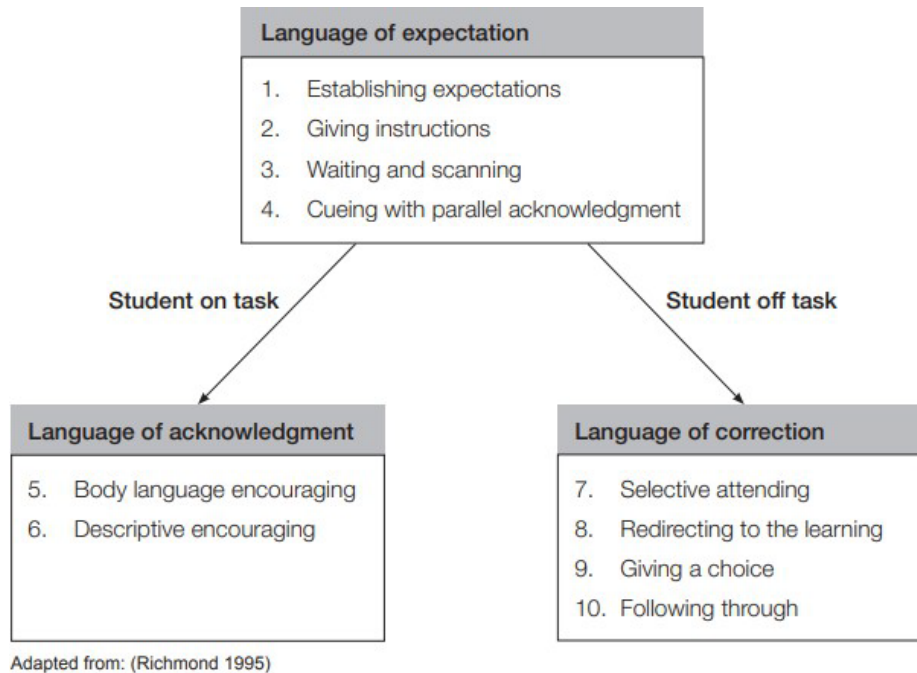 Language of expectation
1. Establishing expectations
2. Giving instructions
3. Waiting and scanning
4. Cueing with parallel acknowledgment
Student on task
Student off task
Language of acknowledgment
5. Body language encouraging
6. Descriptive encouraging
Language of correction
7. Selective attending
8. Redirecting to the learning
9. Giving a choice
10. Following through
Adapted from: (Richmond 1995)